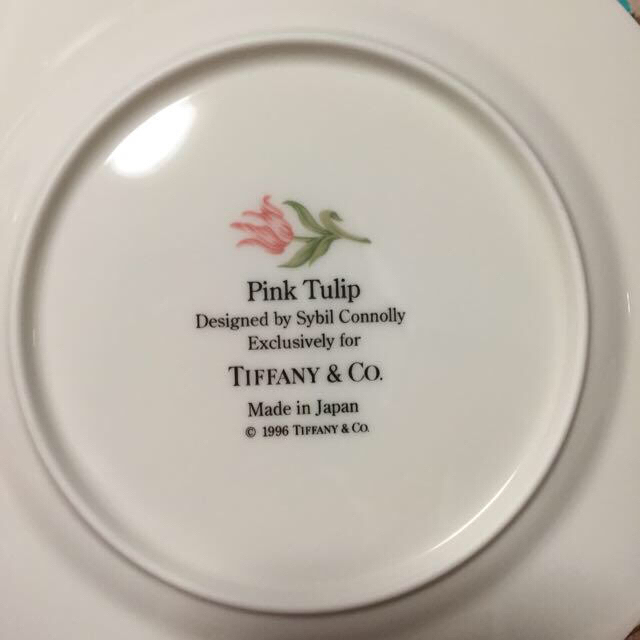 Pink Tulip
Designed by Sybil Connolly
Exclusively for
TIFFANY & CO.
Made in Japan
© 1996 TIFFANY & CO.